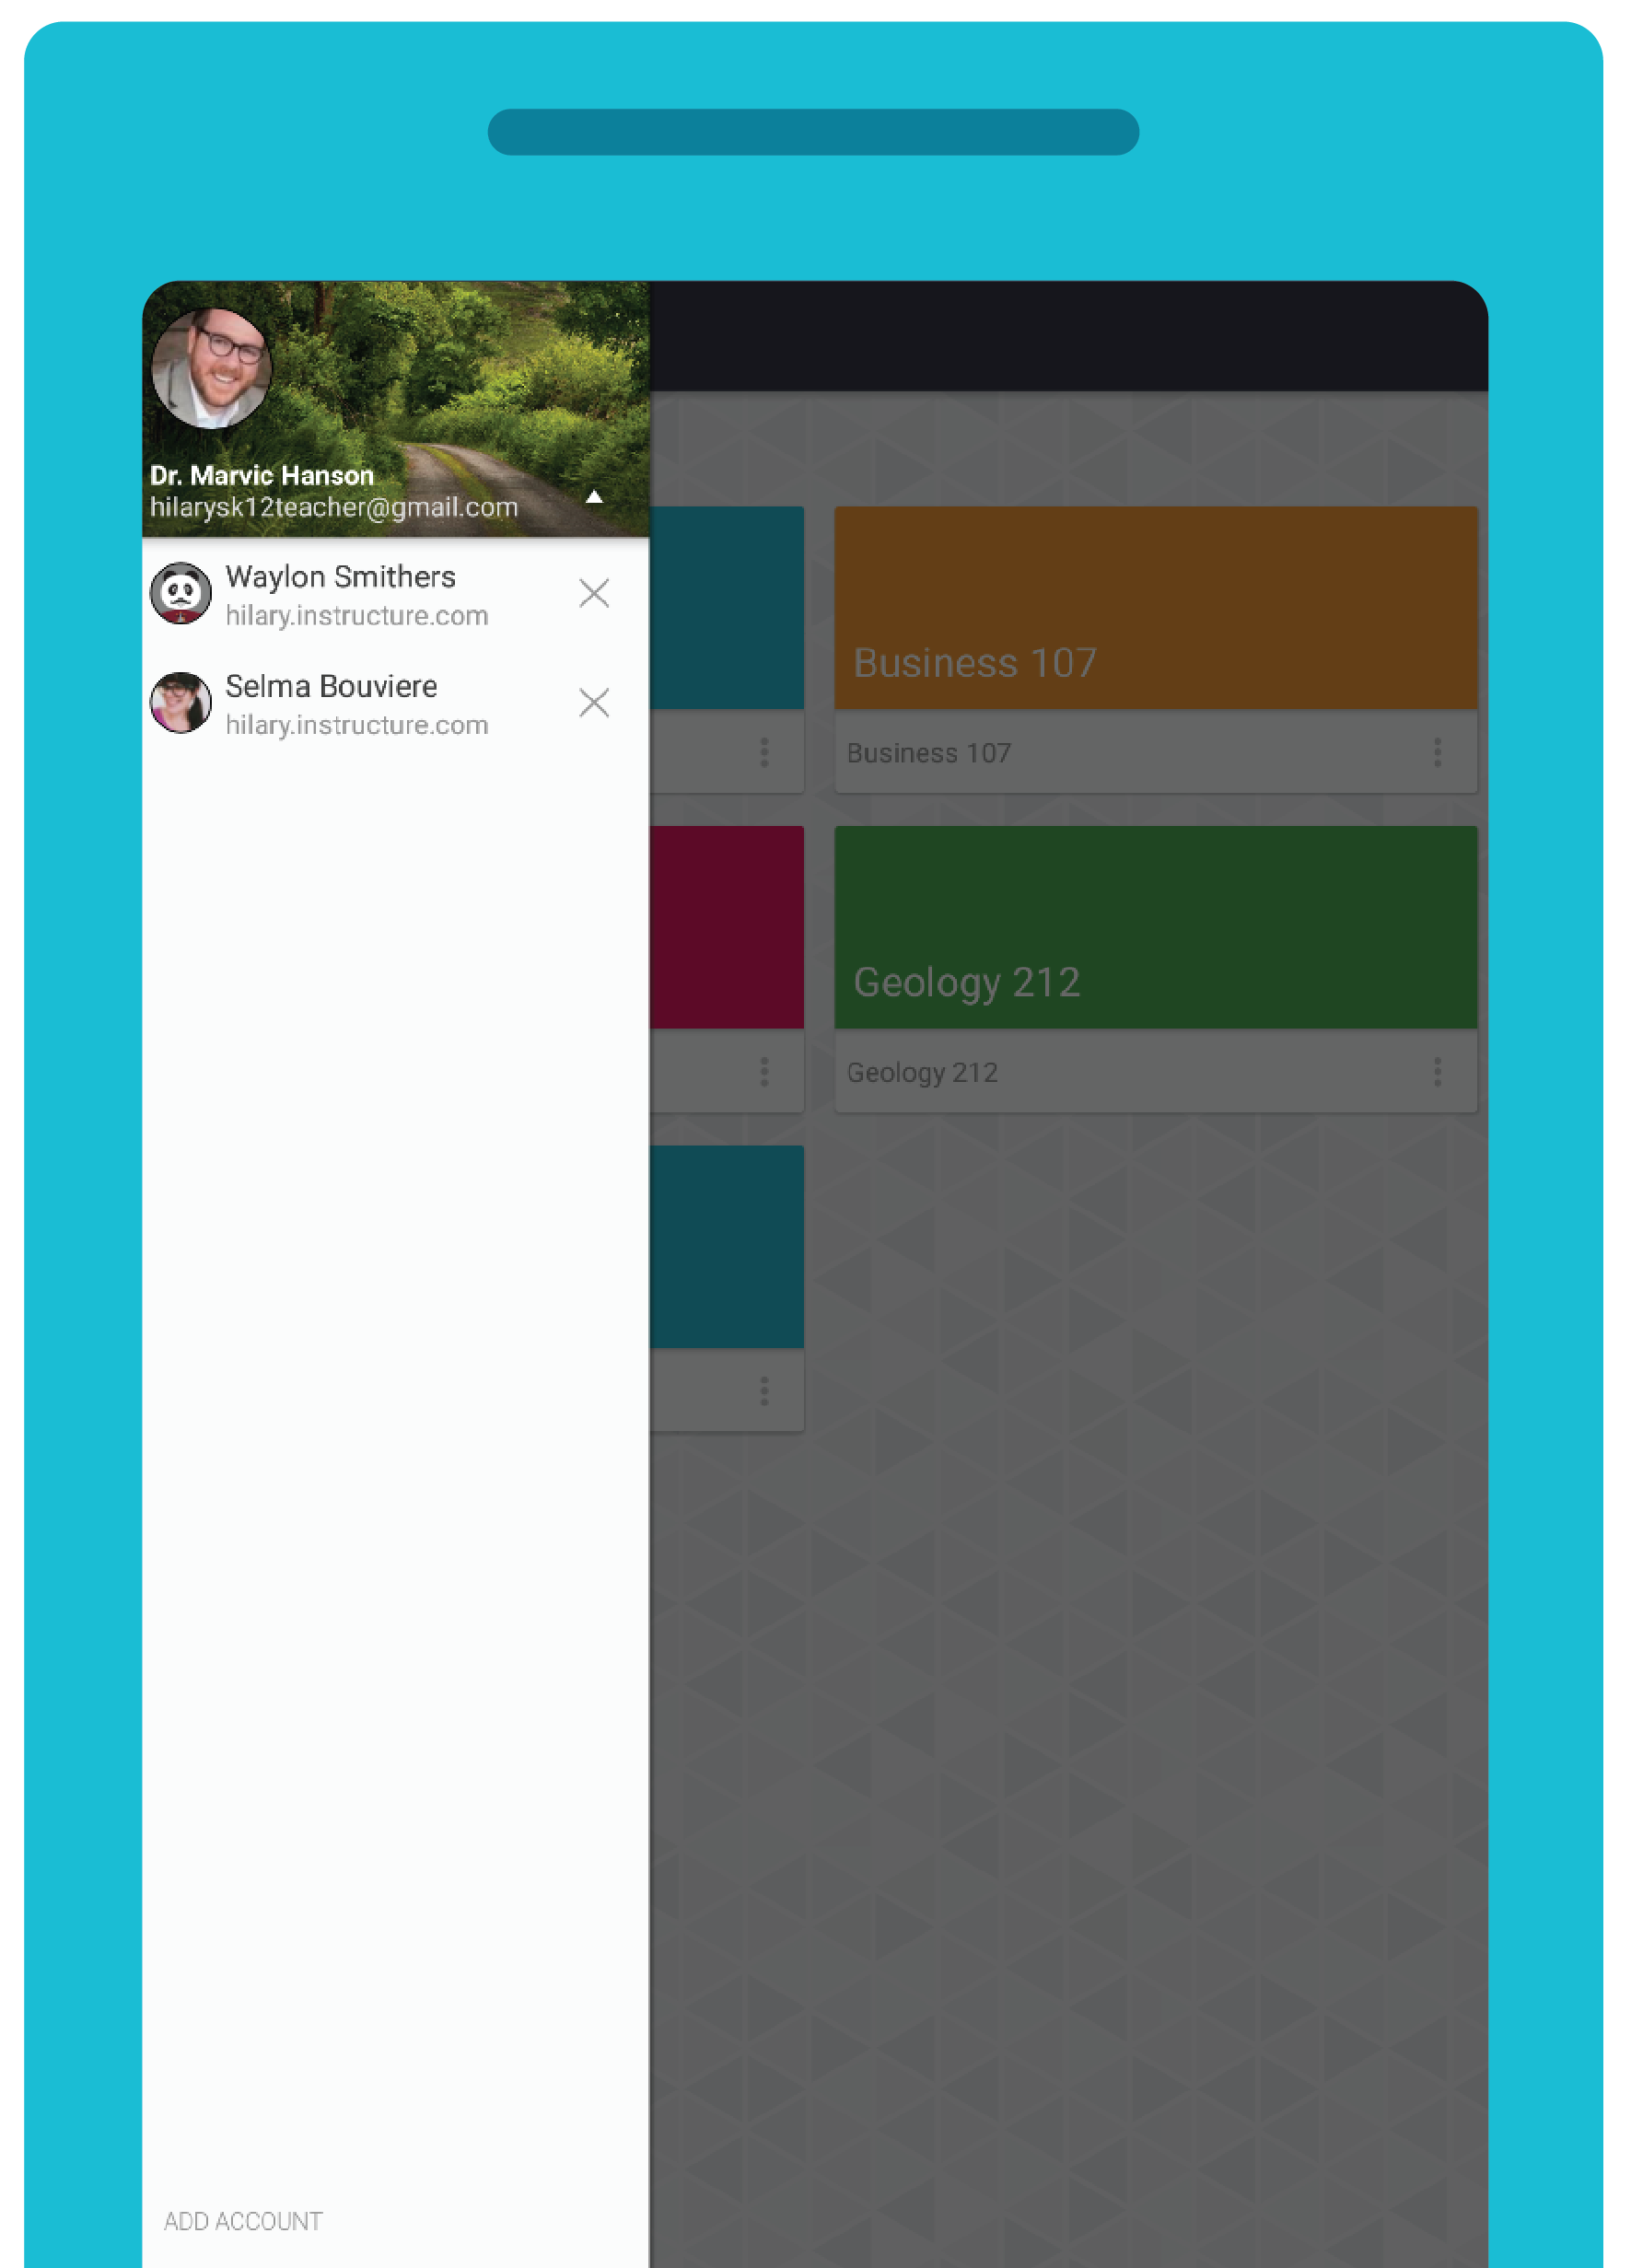 Dr. Marvic Hanson
hilarysk12teacher@gmail.com
Waylon Smithers
hilary.instructure.com
Selma Bouviere
hilary.instructure.com
Business 107
Business 107
Geology 212
Geology 212
ADD ACCOUNT